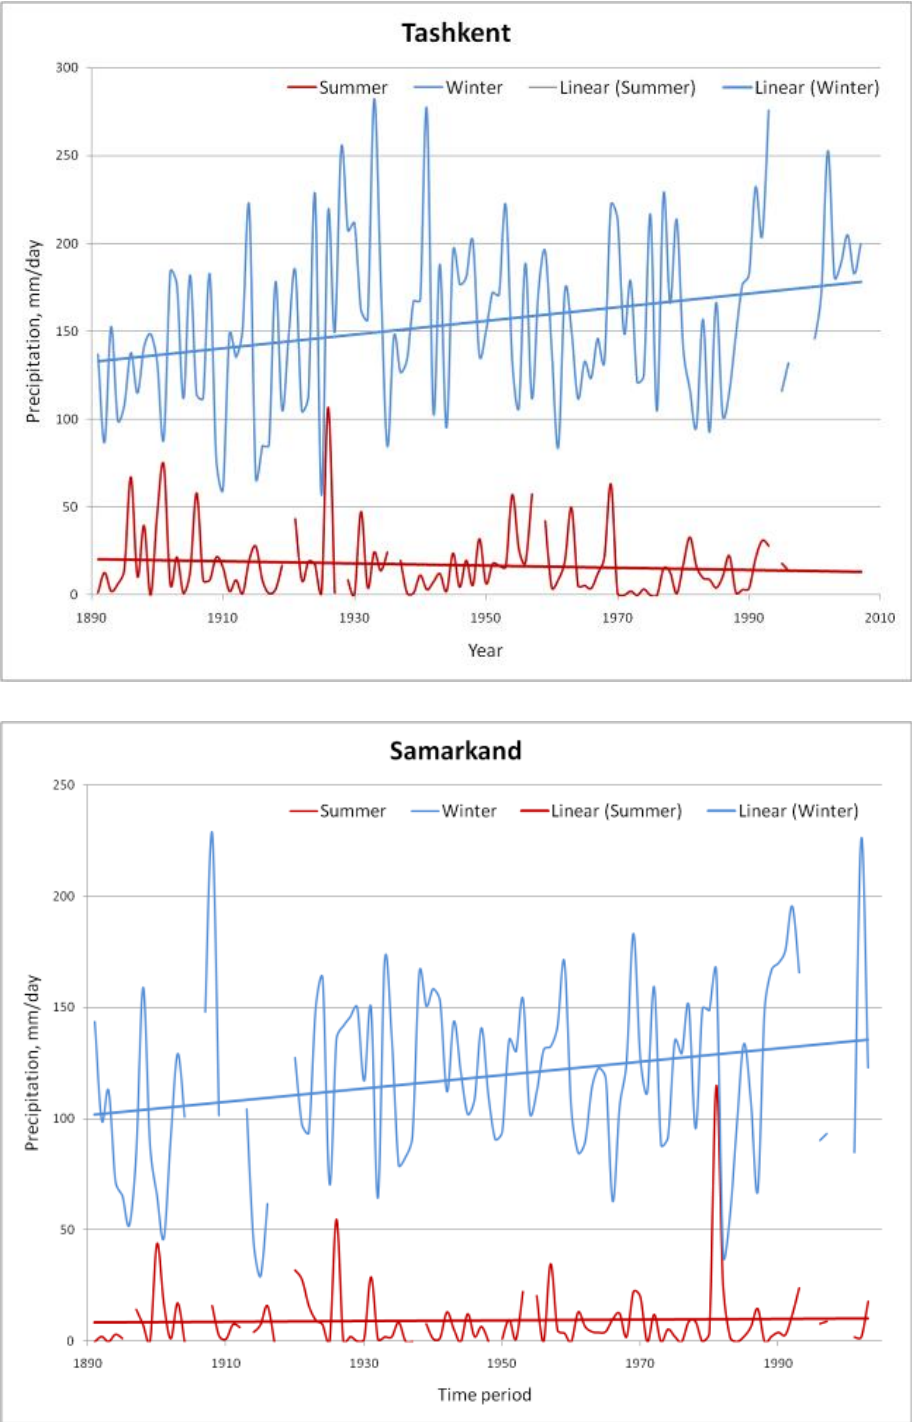 Tashkent
300
Summer Winter Linear (Summer) Linear (Winter)
250
200
150
100
50
0
Precipitation, mm/day
1890 1910 1930 1950 1970 1990 2010
Year
Samarkand
250
Summer Winter Linear (Summer) Linear (Winter)
200
150
100
50
0
Precipitation, mm/day
1890 1910 1930 1950 1970 1990
Time period